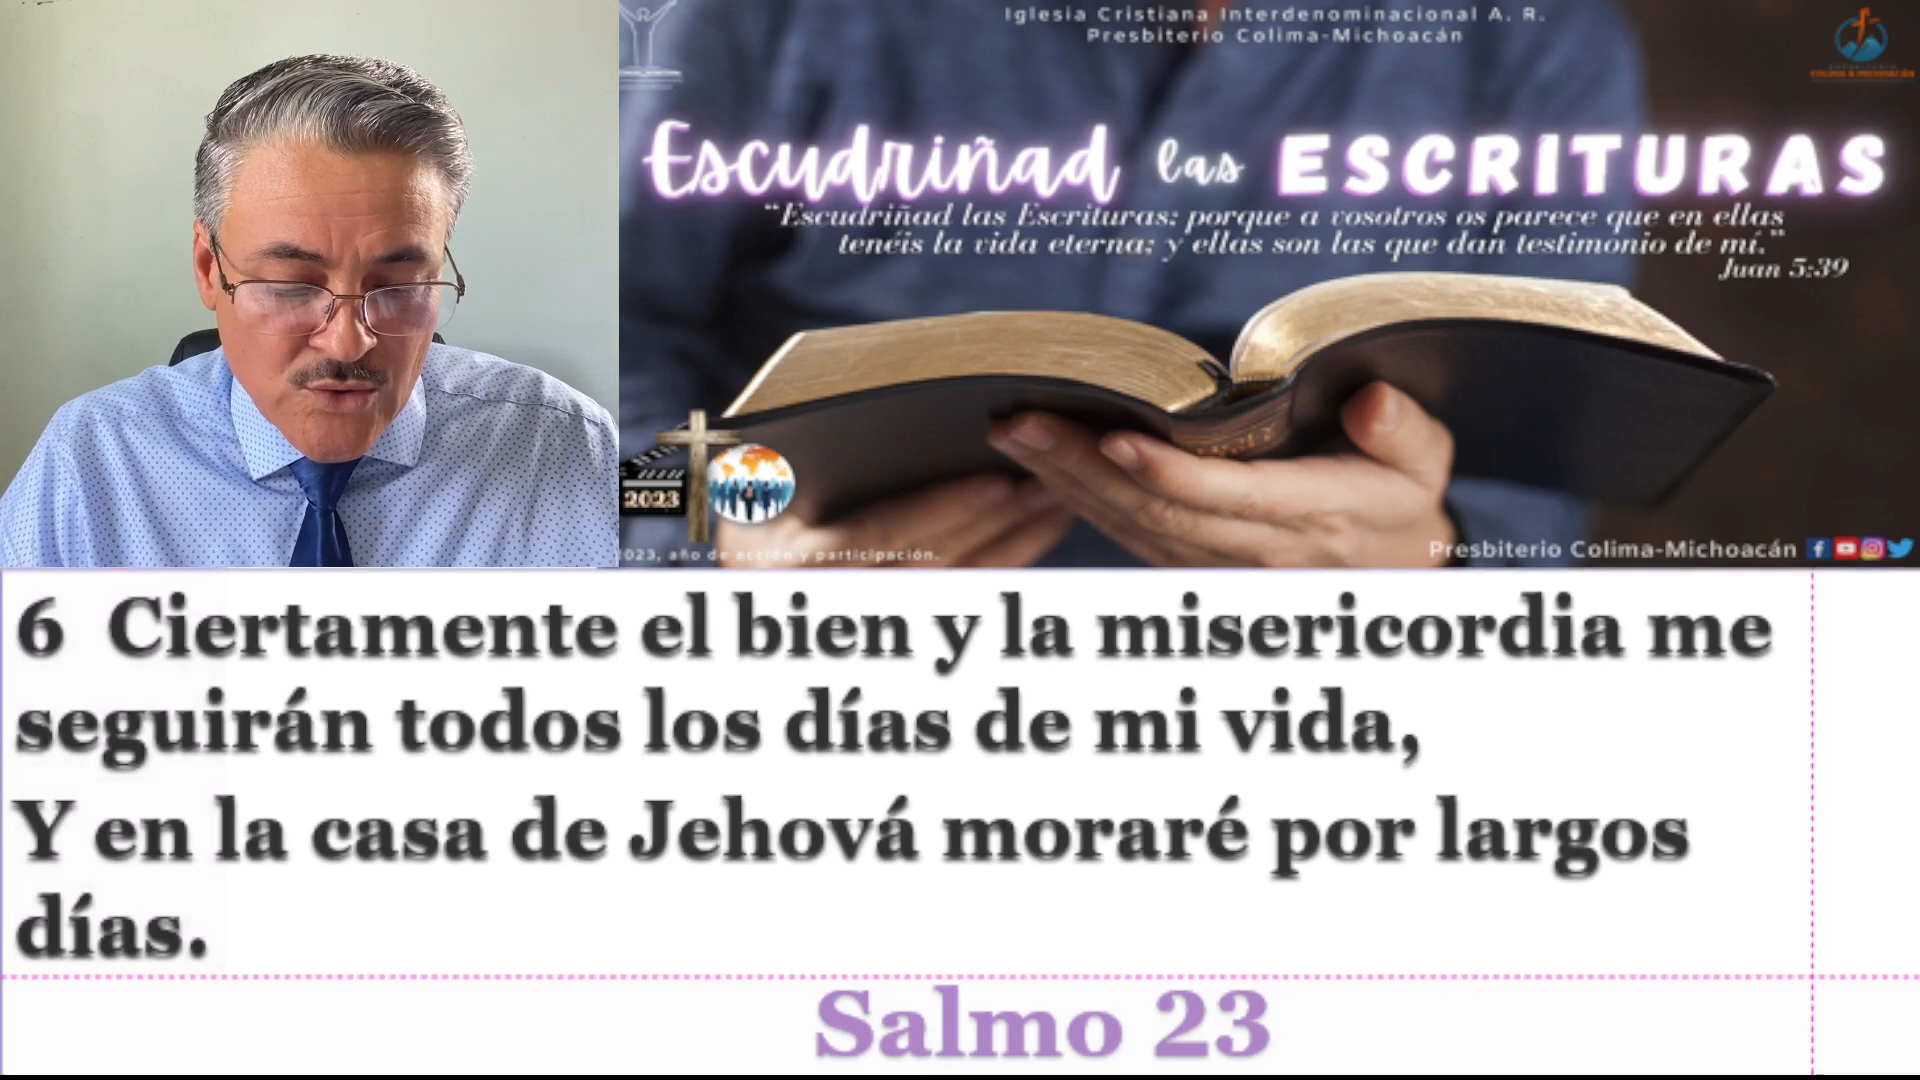 Iglesia Cristiana Interdenominacional A. R.
Presbiterio Colima-Michoacán
Escudriñad las ESCRITURAS
“Escudriñad las Escrituras; porque a vosotros os parece que en ellas
tenéis la vida eterna; y ellas son las que dan testimonio de mí.”
Juan 5:39
2023
2023, año de acción y participación.
Presbiterio Colima-Michoacán
6 Ciertamente el bien y la misericordia me
seguirán todos los días de mi vida,
Y en la casa de Jehová moraré por largos
días.
Salmo 23